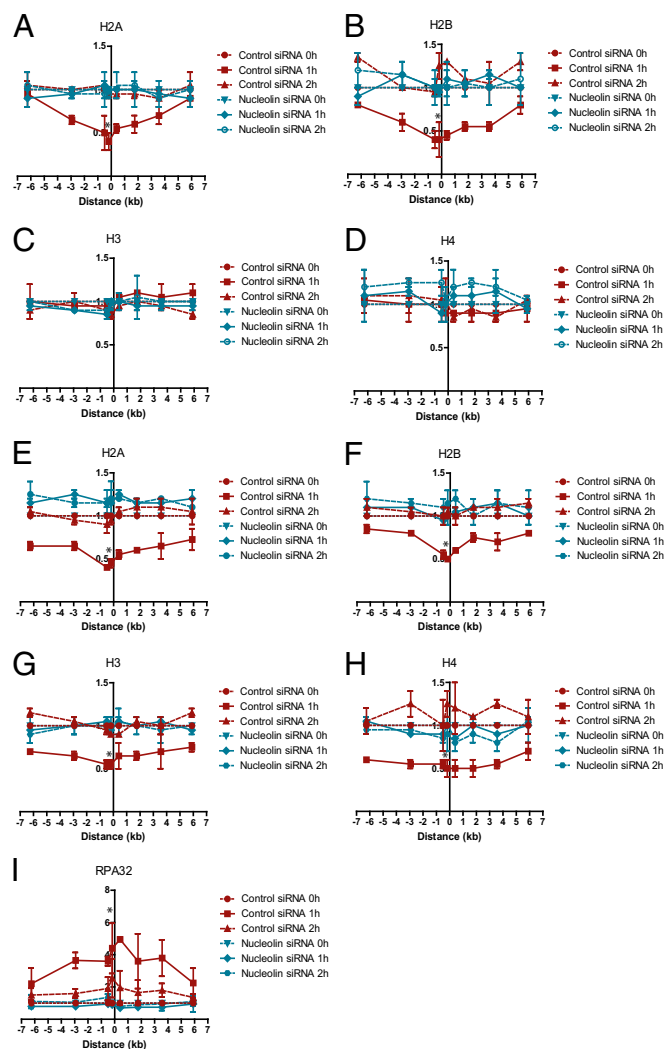 A
H2A
1.5
0.5
-7 -6 -5 -4 -3 -2 -1 0 1 2 3 4 5 6 7
Distance (kb)
Control siRNA 0h
Control siRNA 1h
Control siRNA 2h
Nucleolin siRNA 0h
Nucleolin siRNA 1h
Nucleolin siRNA 2h
B
H2B
1.5
0.5
-7 -6 -5 -4 -3 -2 -1 0 1 2 3 4 5 6 7
Distance (kb)
Control siRNA 0h
Control siRNA 1h
Control siRNA 2h
Nucleolin siRNA 0h
Nucleolin siRNA 1h
Nucleolin siRNA 2h
C
H3
1.5
0.5
-7 -6 -5 -4 -3 -2 -1 0 1 2 3 4 5 6 7
Distance (kb)
Control siRNA 0h
Control siRNA 1h
Control siRNA 2h
Nucleolin siRNA 0h
Nucleolin siRNA 1h
Nucleolin siRNA 2h
D
H4
1.5
0.5
-7 -6 -5 -4 -3 -2 -1 0 1 2 3 4 5 6 7
Distance (kb)
Control siRNA 0h
Control siRNA 1h
Control siRNA 2h
Nucleolin siRNA 0h
Nucleolin siRNA 1h
Nucleolin siRNA 2h
E
H2A
1.5
0.5
*
-7 -6 -5 -4 -3 -2 -1 0 1 2 3 4 5 6 7
Distance (kb)
Control siRNA 0h
Control siRNA 1h
Control siRNA 2h
Nucleolin siRNA 0h
Nucleolin siRNA 1h
Nucleolin siRNA 2h
F
H2B
1.5
*
-7 -6 -5 -4 -3 -2 -1 0 1 2 3 4 5 6 7
Distance (kb)
Control siRNA 0h
Control siRNA 1h
Control siRNA 2h
Nucleolin siRNA 0h
Nucleolin siRNA 1h
Nucleolin siRNA 2h
G
H3
1.5
0.5
*
-7 -6 -5 -4 -3 -2 -1 0 1 2 3 4 5 6 7
Distance (kb)
Control siRNA 0h
Control siRNA 1h
Control siRNA 2h
Nucleolin siRNA 0h
Nucleolin siRNA 1h
Nucleolin siRNA 2h
H
H4
1.5
0.5
*
-7 -6 -5 -4 -3 -2 -1 0 1 2 3 4 5 6 7
Distance (kb)
Control siRNA 0h
Control siRNA 1h
Control siRNA 2h
Nucleolin siRNA 0h
Nucleolin siRNA 1h
Nucleolin siRNA 2h
I
RPA32
8
6
*
-7 -6 -5 -4 -3 -2 -1 0 1 2 3 4 5 6 7
Distance (kb)
Control siRNA 0h
Control siRNA 1h
Control siRNA 2h
Nucleolin siRNA 0h
Nucleolin siRNA 1h
Nucleolin siRNA 2h